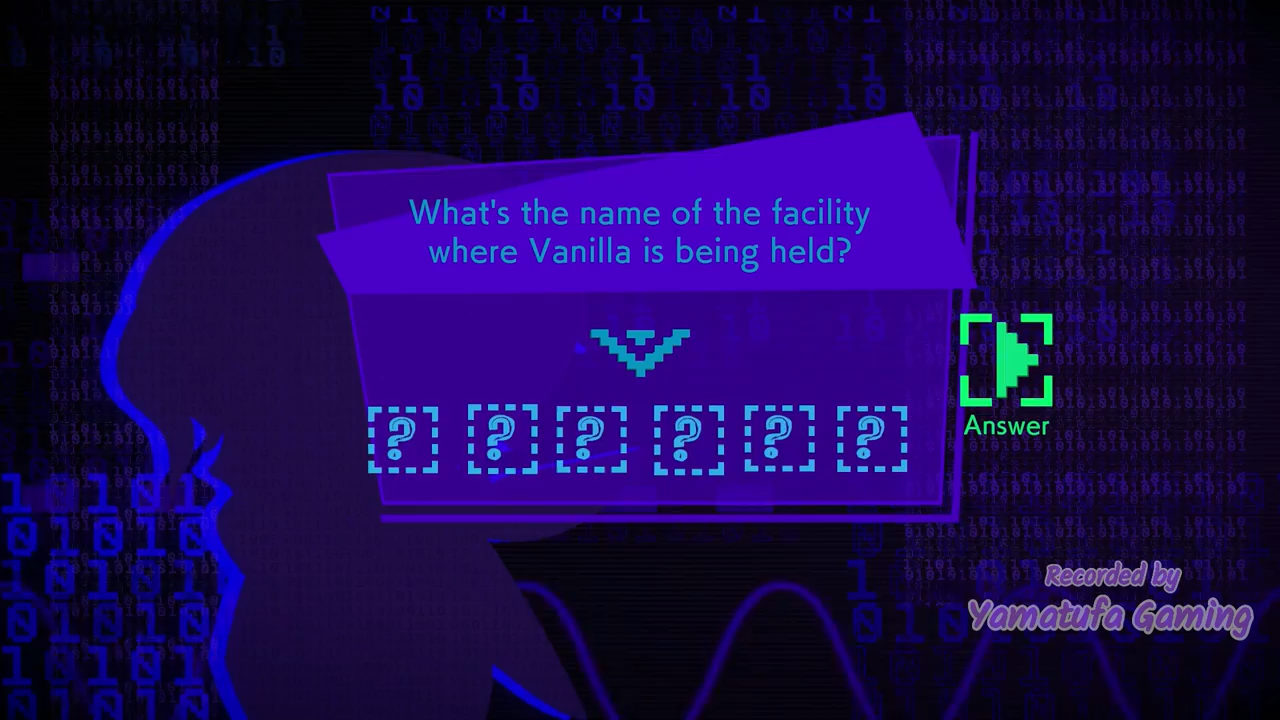 What's the name of the facility
where Vanilla is being held?
? ? ? ? ? ?
Answer
Recorded by
Yamatufa Gaming